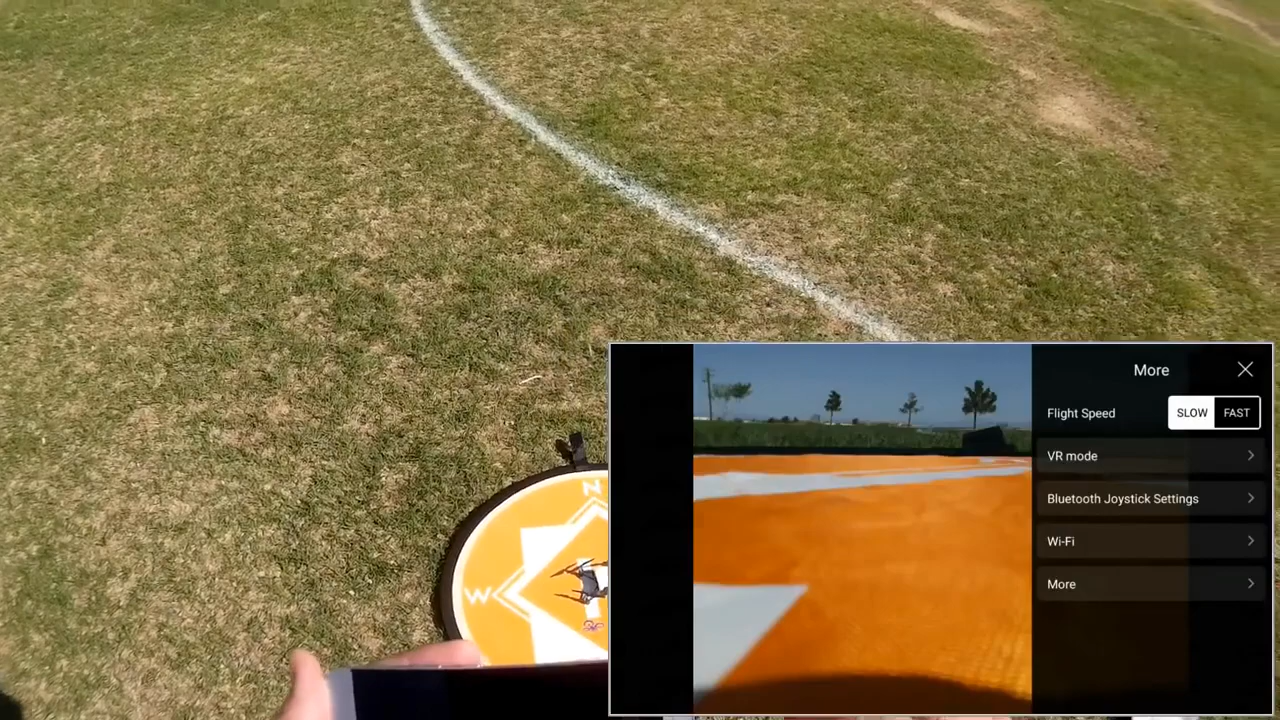 More
Flight Speed SLOW FAST
VR mode
Bluetooth Joystick Settings
Wi-Fi
More
N
W